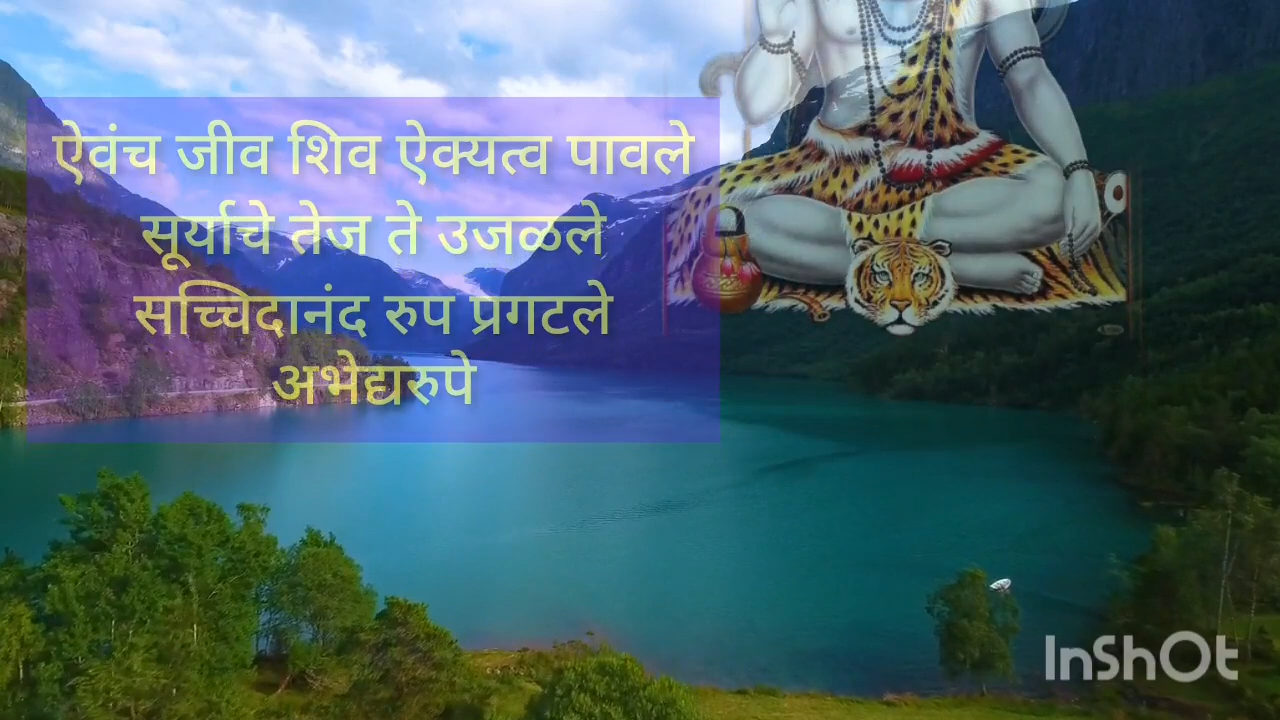 ऐवंच जीव शिव ऐक्यत्व पावले
सूर्याचे तेज ते उजळले
सच्चिदानंद रुप प्रगटले
अभेद्यरुपे
InShOt